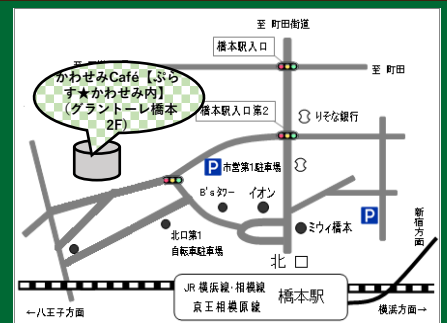 至 町田街道
橋本駅入口
至 町田
かわせみCafé【ぷら
す★かわせみ内】
(グラントーレ橋本
2F)
橋本駅入口第2
りそな銀行
P 市営第1駐車場
B'sタワー
イオン
P
北口第1
自転車駐車場
ミウィ橋本
新宿方面
北 口
JR 横浜線・相模線
京王相模原線
橋本駅
←八王子方面
横浜方面→